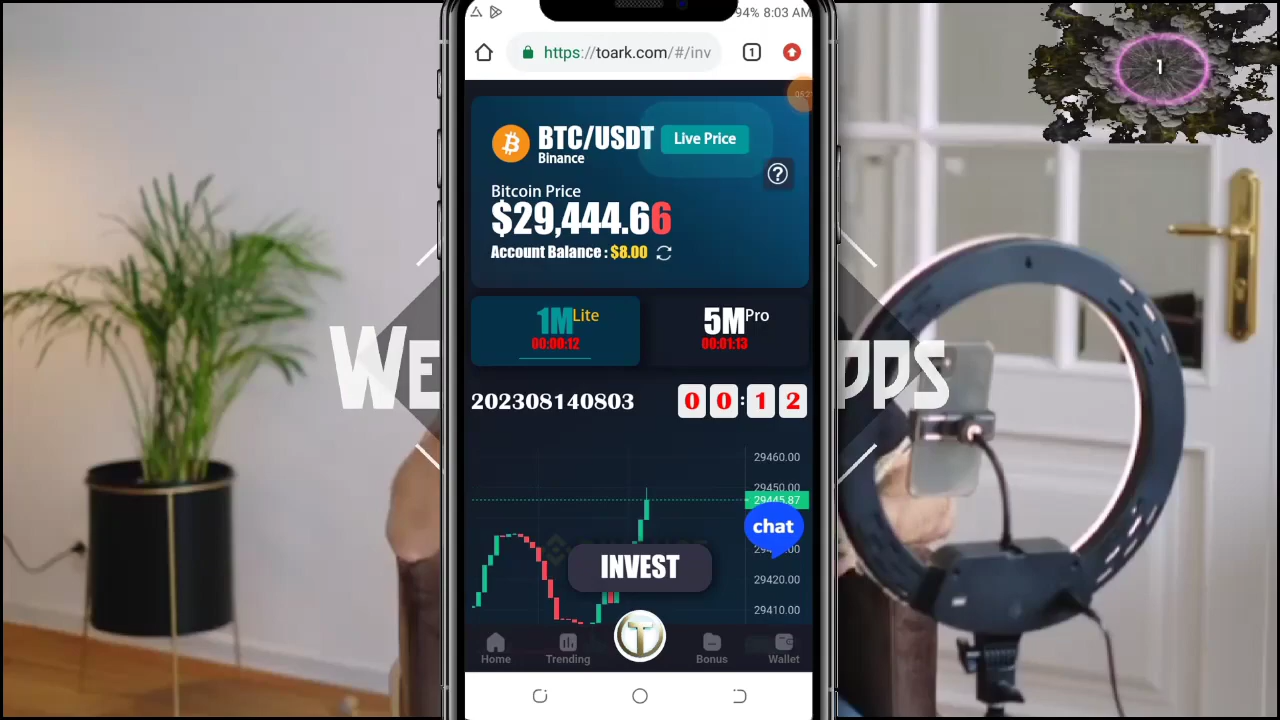 94% 8:03 AM
https://toark.com/#/inv
1
1
BTC/USDT Live Price
Binance
Bitcoin Price
$29,444.66
Account Balance : $8.00
1M Lite
00:00:12
5M Pro
00:01:13
202308140803
0 0 : 1 2
29460.00
29450.00
29445.87
chat
INVEST
29420.00
29410.00
Home
Trending
T
Bonus
Wallet
We
pps